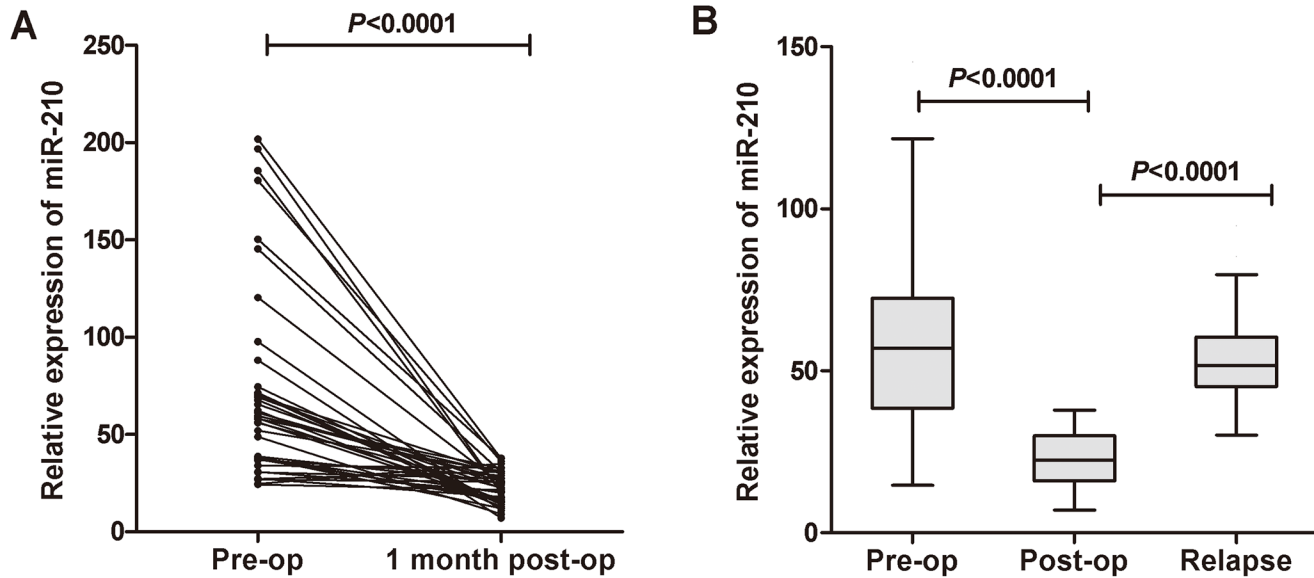 A
P<0.0001
Relative expression of miR-210
250
200
150
100
50
0
Pre-op
1 month post-op
B
P<0.0001
P<0.0001
Relative expression of miR-210
150
100
50
0
Pre-op
Post-op
Relapse